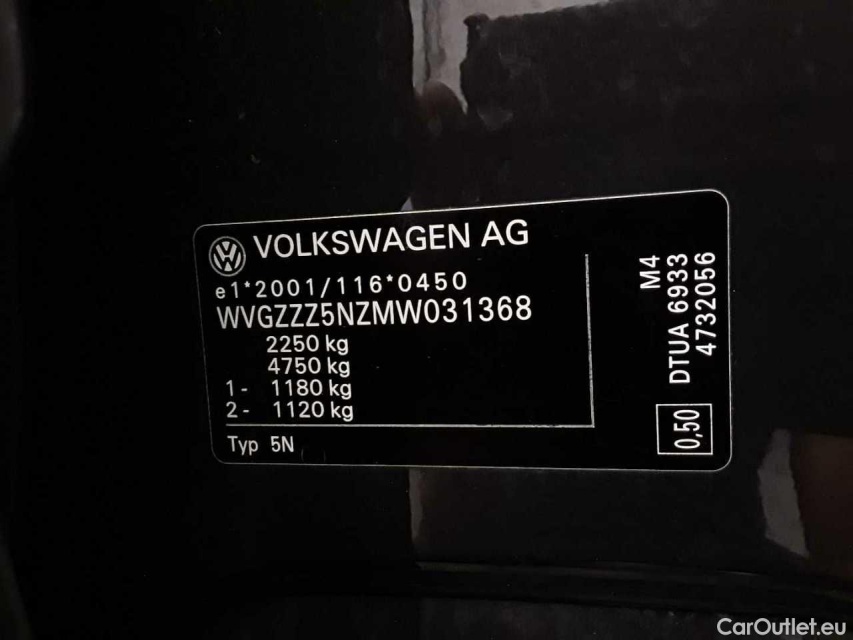 VOLKSWAGEN AG
e1*2001/116*0450
WVGZZZ5NZMW031368
2250 kg
4750 kg
1- 1180 kg
2- 1120 kg
Typ 5N
M4
DTUA 6933
4732056
0,50
CarOutlet.eu